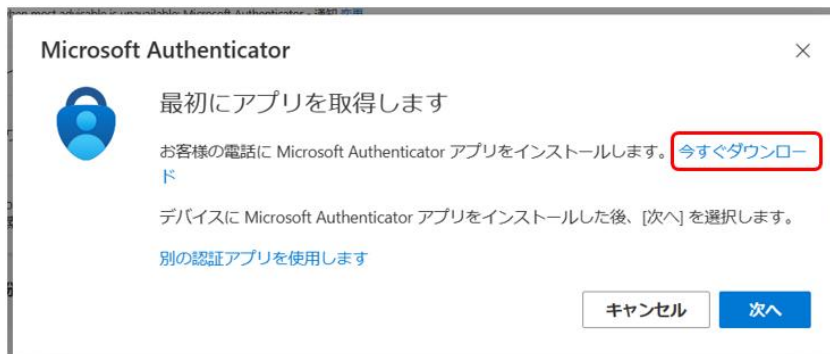 Microsoft Authenticator
最初にアプリを取得します
お客様の電話に Microsoft Authenticator アプリをインストールします。今すぐダウンロー
ド
デバイスに Microsoft Authenticator アプリをインストールした後、[次へ] を選択します。
別の認証アプリを使用します
キャンセル
次へ